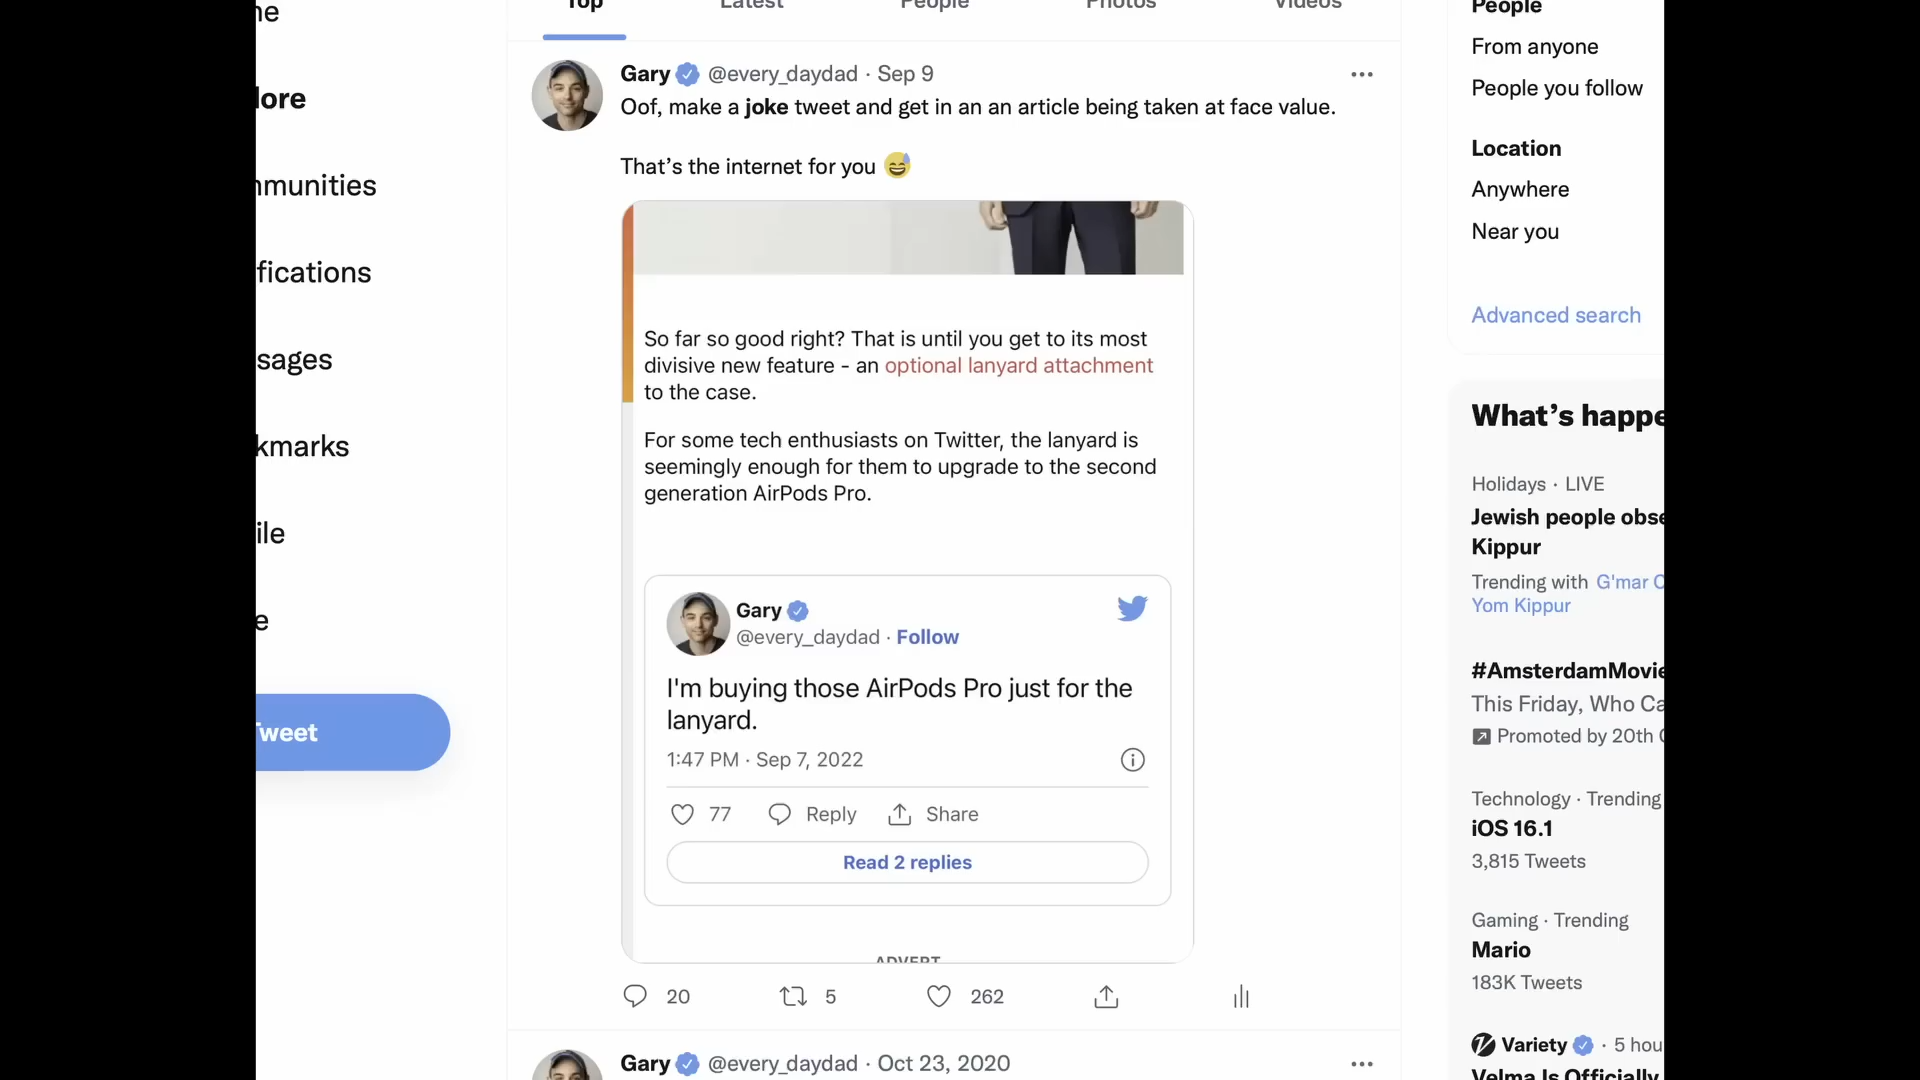 Top Latest People Photos Videos
Gary @every_daydad · Sep 9
Oof, make a joke tweet and get in an an article being taken at face value.
That's the internet for you
So far so good right? That is until you get to its most
divisive new feature - an optional lanyard attachment
to the case.
For some tech enthusiasts on Twitter, the lanyard is
seemingly enough for them to upgrade to the second
generation AirPods Pro.
Gary
@every_daydad · Follow
I'm buying those AirPods Pro just for the
lanyard.
1:47 PM · Sep 7, 2022
77 Reply Share
Read 2 replies
ADVERT
20 5 262
Gary @every_daydad · Oct 23, 2020
ne
lore
mmunities
fications
sages
kmarks
ile
e
Tweet
People
From anyone
People you follow
Location
Anywhere
Near you
Advanced search
What's happe
Holidays · LIVE
Jewish people obse
Kippur
Trending with G'mar C
Yom Kippur
#AmsterdamMovie
This Friday, Who Ca
Promoted by 20th C
Technology · Trending
iOS 16.1
3,815 Tweets
Gaming · Trending
Mario
183K Tweets
Variety · 5 hou
Velma Is Officially